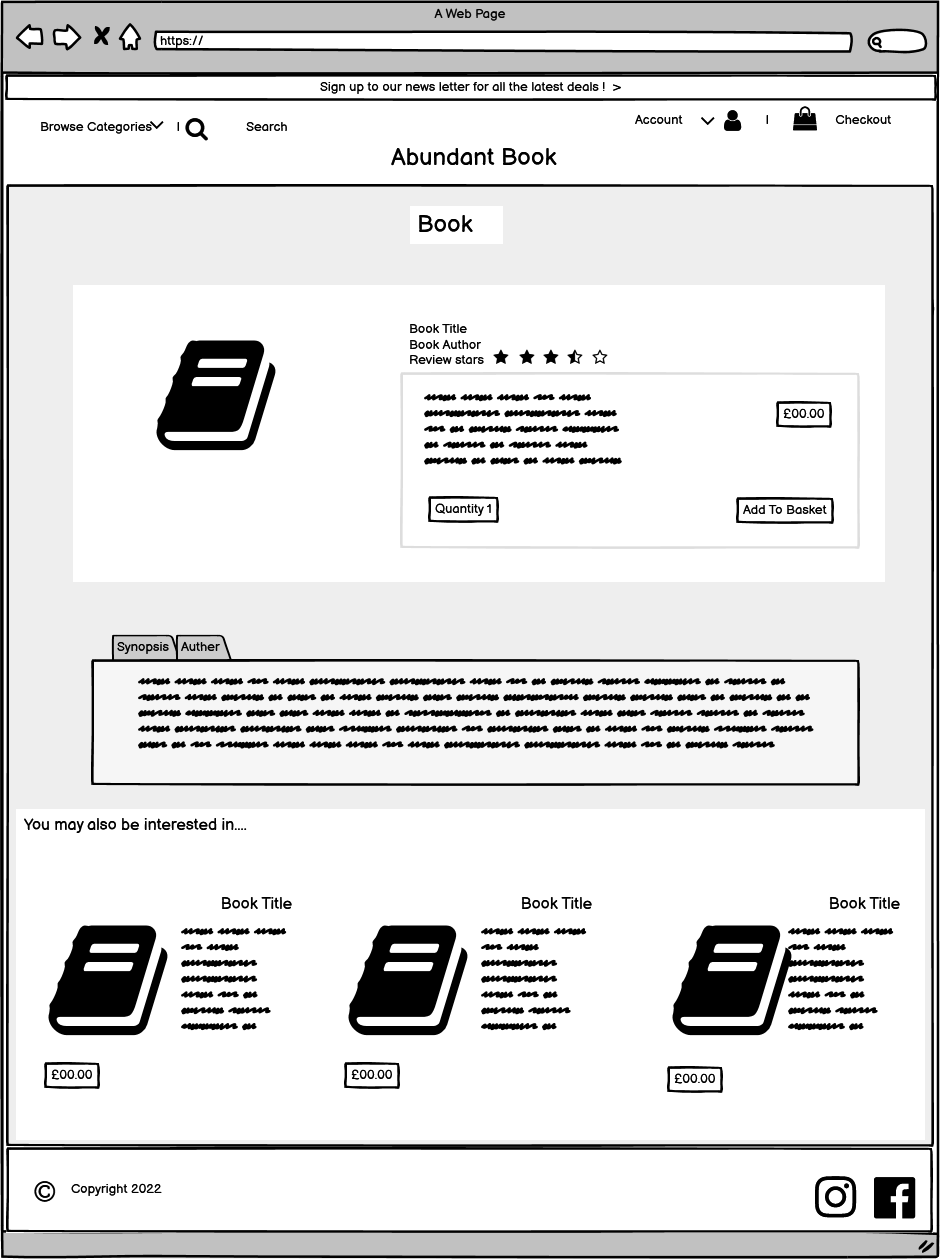 A Web Page
https://
Sign up to our news letter for all the latest deals ! >
Browse Categories | Search
Account | Checkout
Abundant Book
Book
Book Title
Book Author
Review stars
£00.00
Quantity 1
Add To Basket
Synopsis Auther
You may also be interested in....
Book Title Book Title Book Title
£00.00 £00.00 £00.00
© Copyright 2022